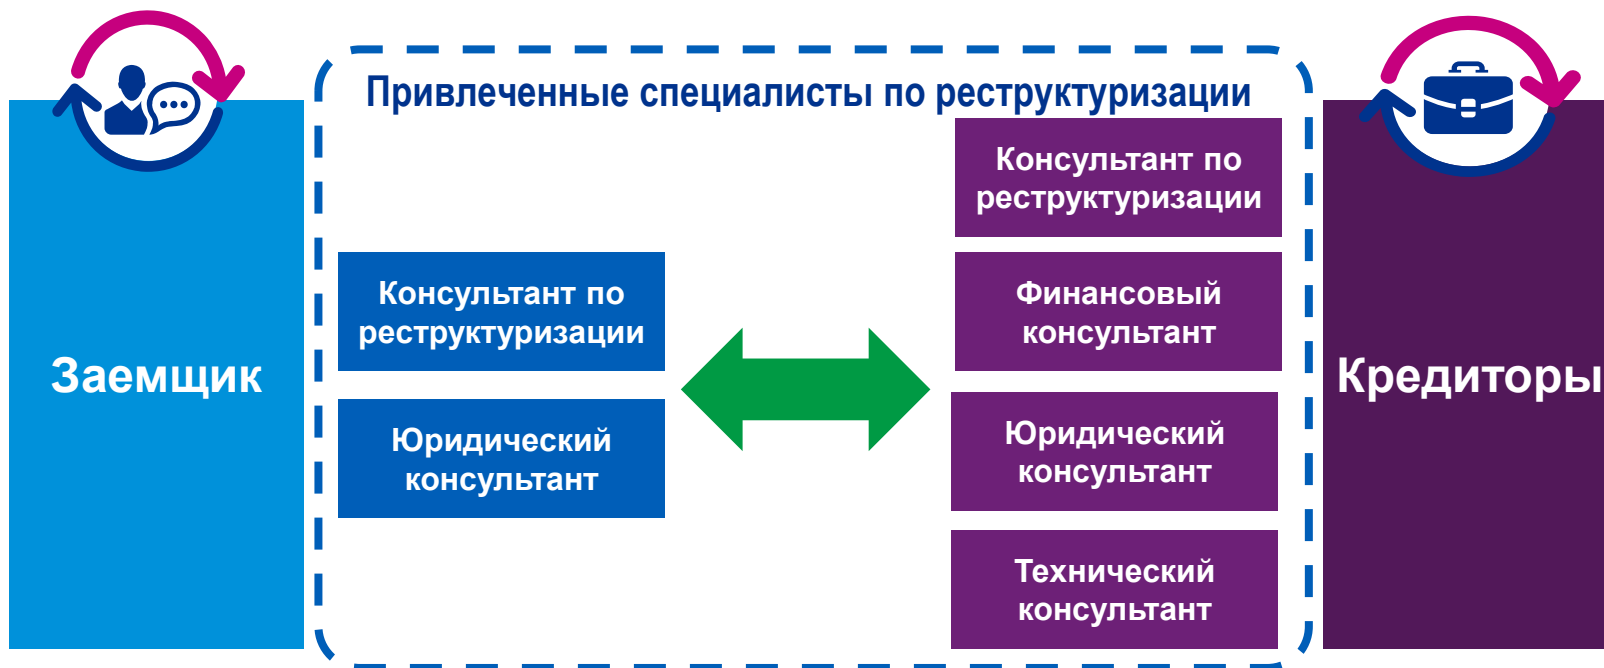 Привлеченные специалисты по реструктуризации
Заемщик
Консультант по
реструктуризации
Юридический
консультант
Консультант по
реструктуризации
Финансовый
консультант
Юридический
консультант
Технический
консультант
Кредиторы